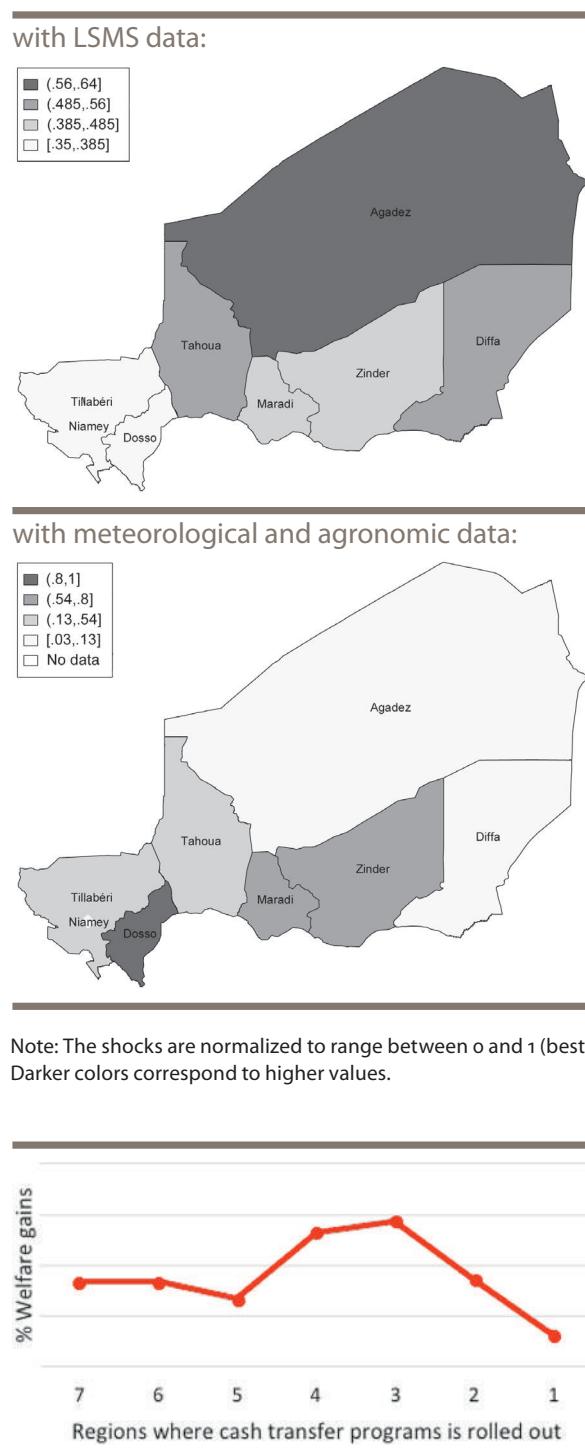 with LSMS data:
(.56,.64]
(.485,.56]
(.385,.485]
[.35,.385]
Agadez
Tahoua
Diffa
Zinder
Maradi
Tillabéri
Niamey
Dosso
with meteorological and agronomic data:
(.8,1]
(.54,.8]
(.13,.54]
[.03,.13]
No data
Agadez
Tahoua
Diffa
Zinder
Maradi
Tillabéri
Niamey
Dosso
Note: The shocks are normalized to range between 0 and 1 (best
Darker colors correspond to higher values.
% Welfare gains
7 6 5 4 3 2 1
Regions where cash transfer programs is rolled out